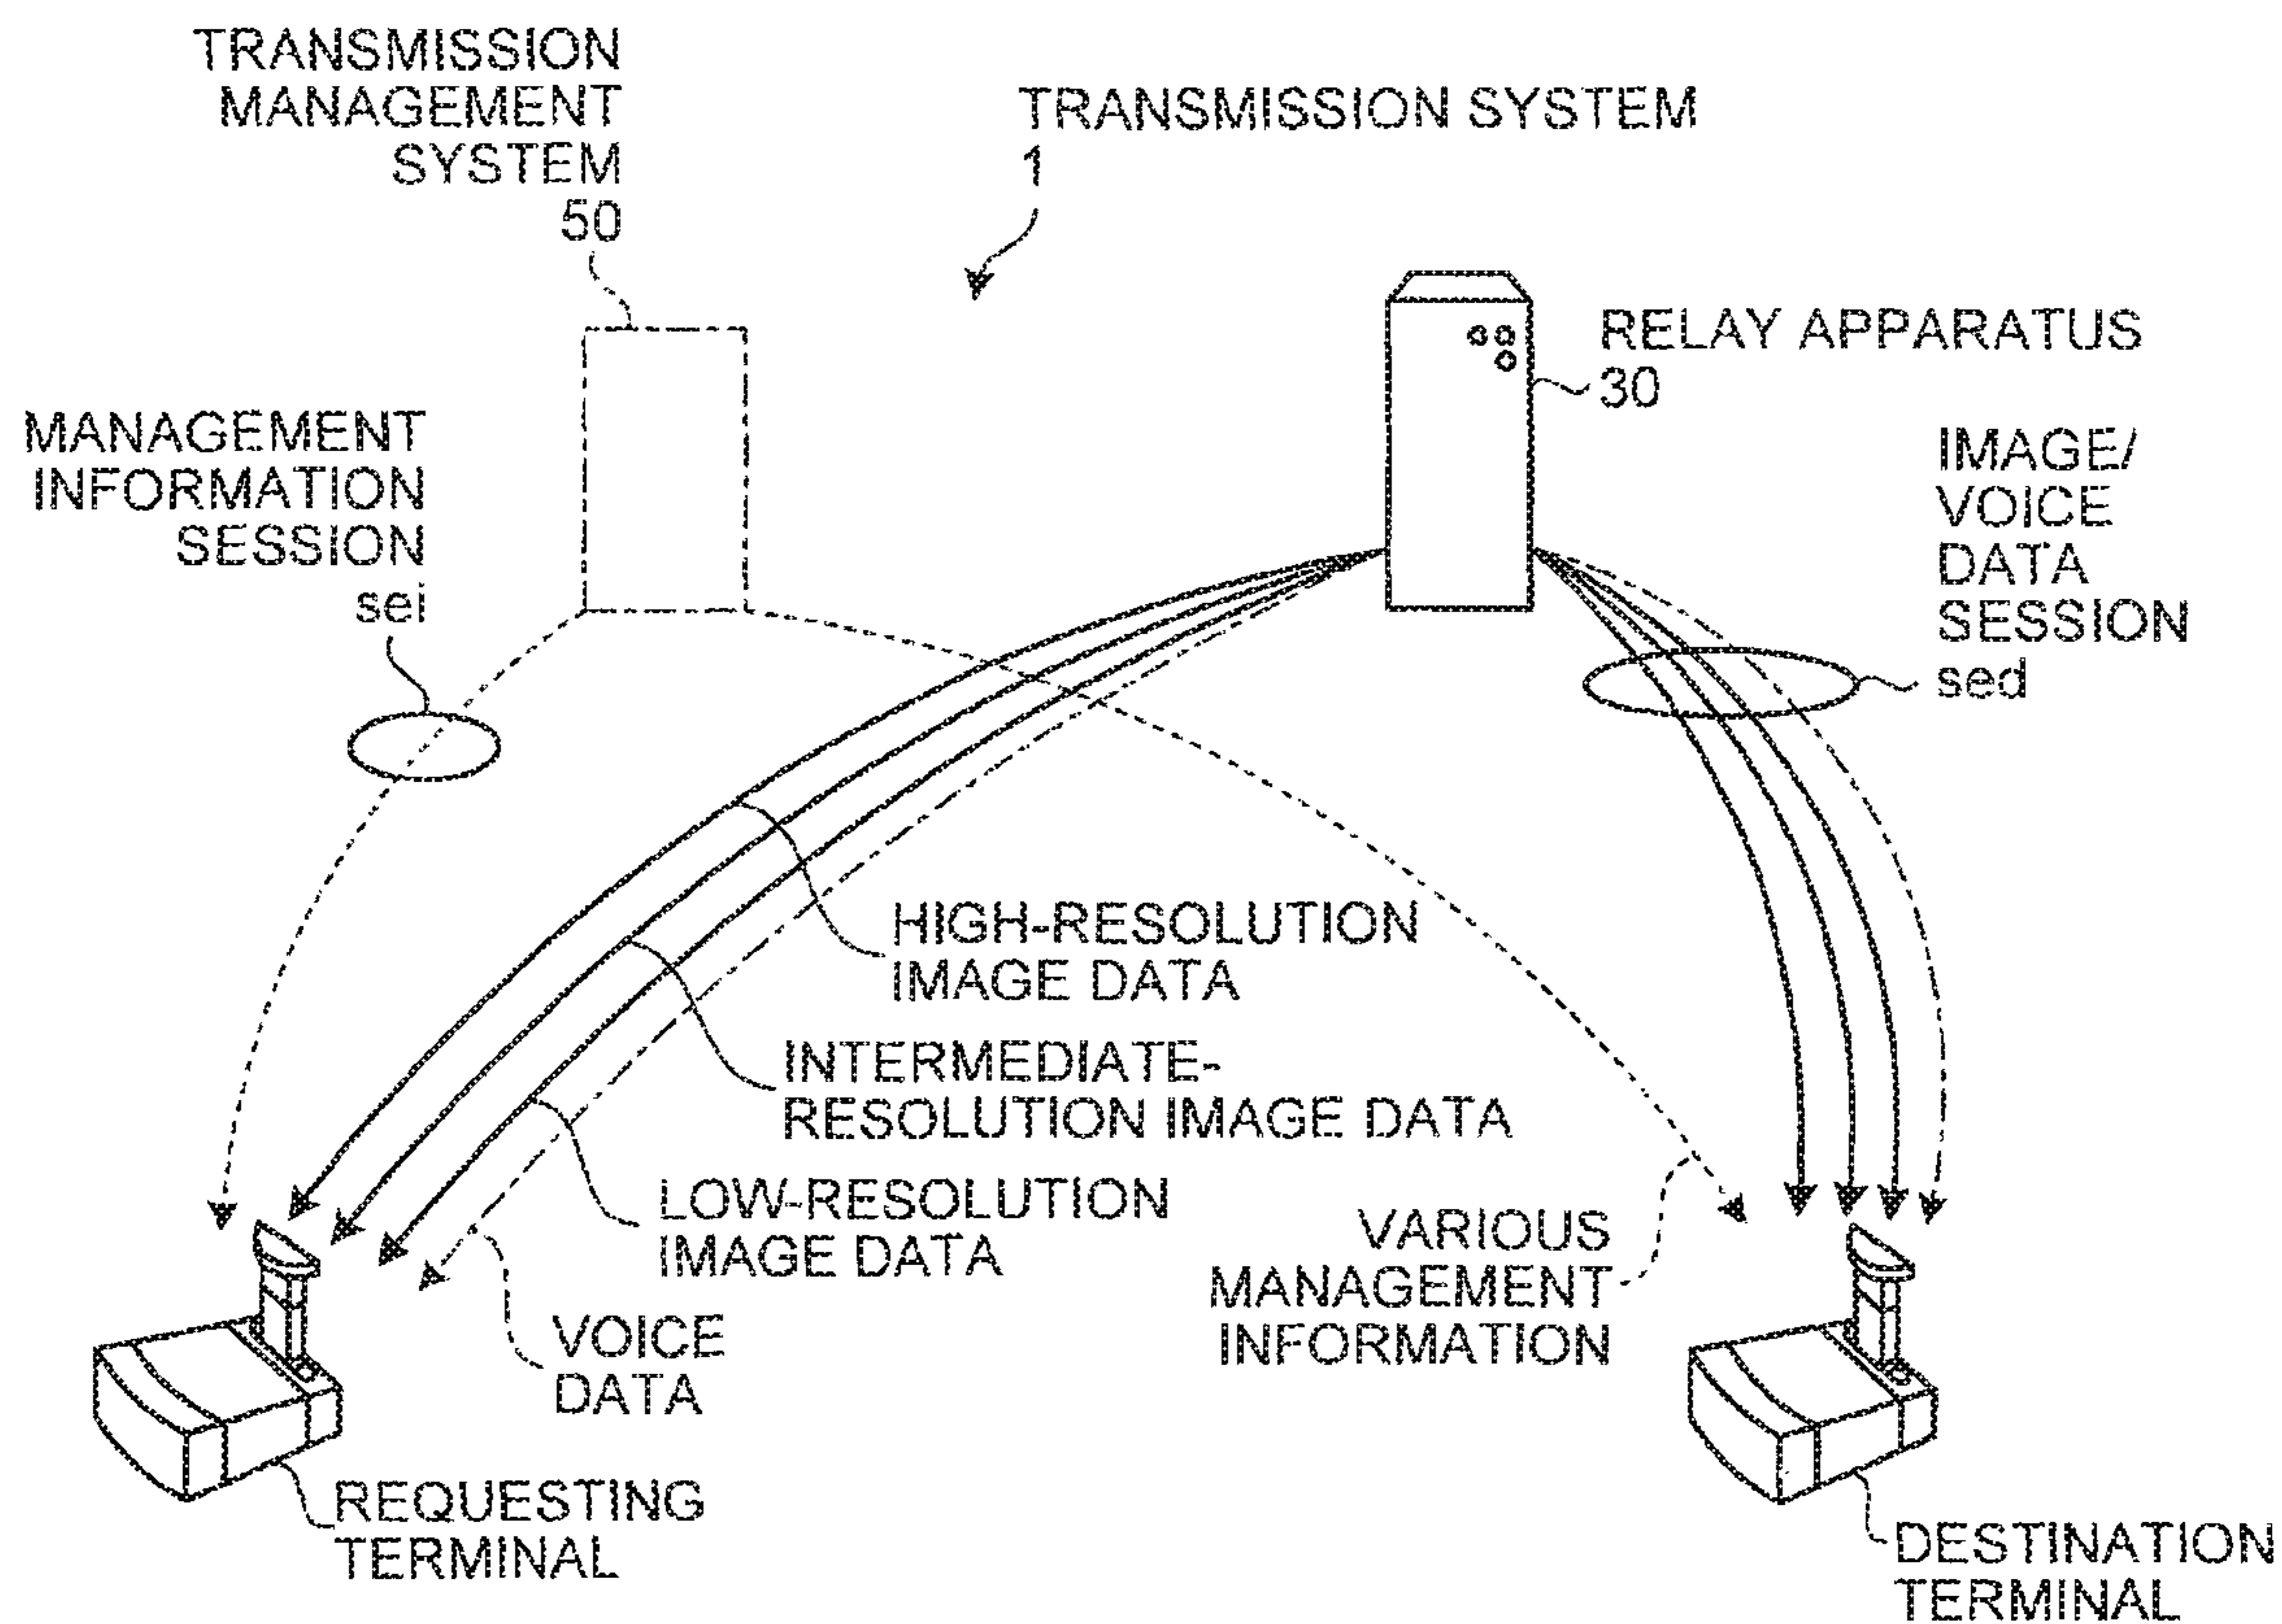 TRANSMISSION
MANAGEMENT
SYSTEM
50
TRANSMISSION SYSTEM
1
RELAY APPARATUS
30
MANAGEMENT
INFORMATION
SESSION
sei
IMAGE/
VOICE
DATA
SESSION
sed
HIGH-RESOLUTION
IMAGE DATA
INTERMEDIATE-
RESOLUTION IMAGE DATA
LOW-RESOLUTION
IMAGE DATA
VOICE
DATA
VARIOUS
MANAGEMENT
INFORMATION
REQUESTING
TERMINAL
DESTINATION
TERMINAL